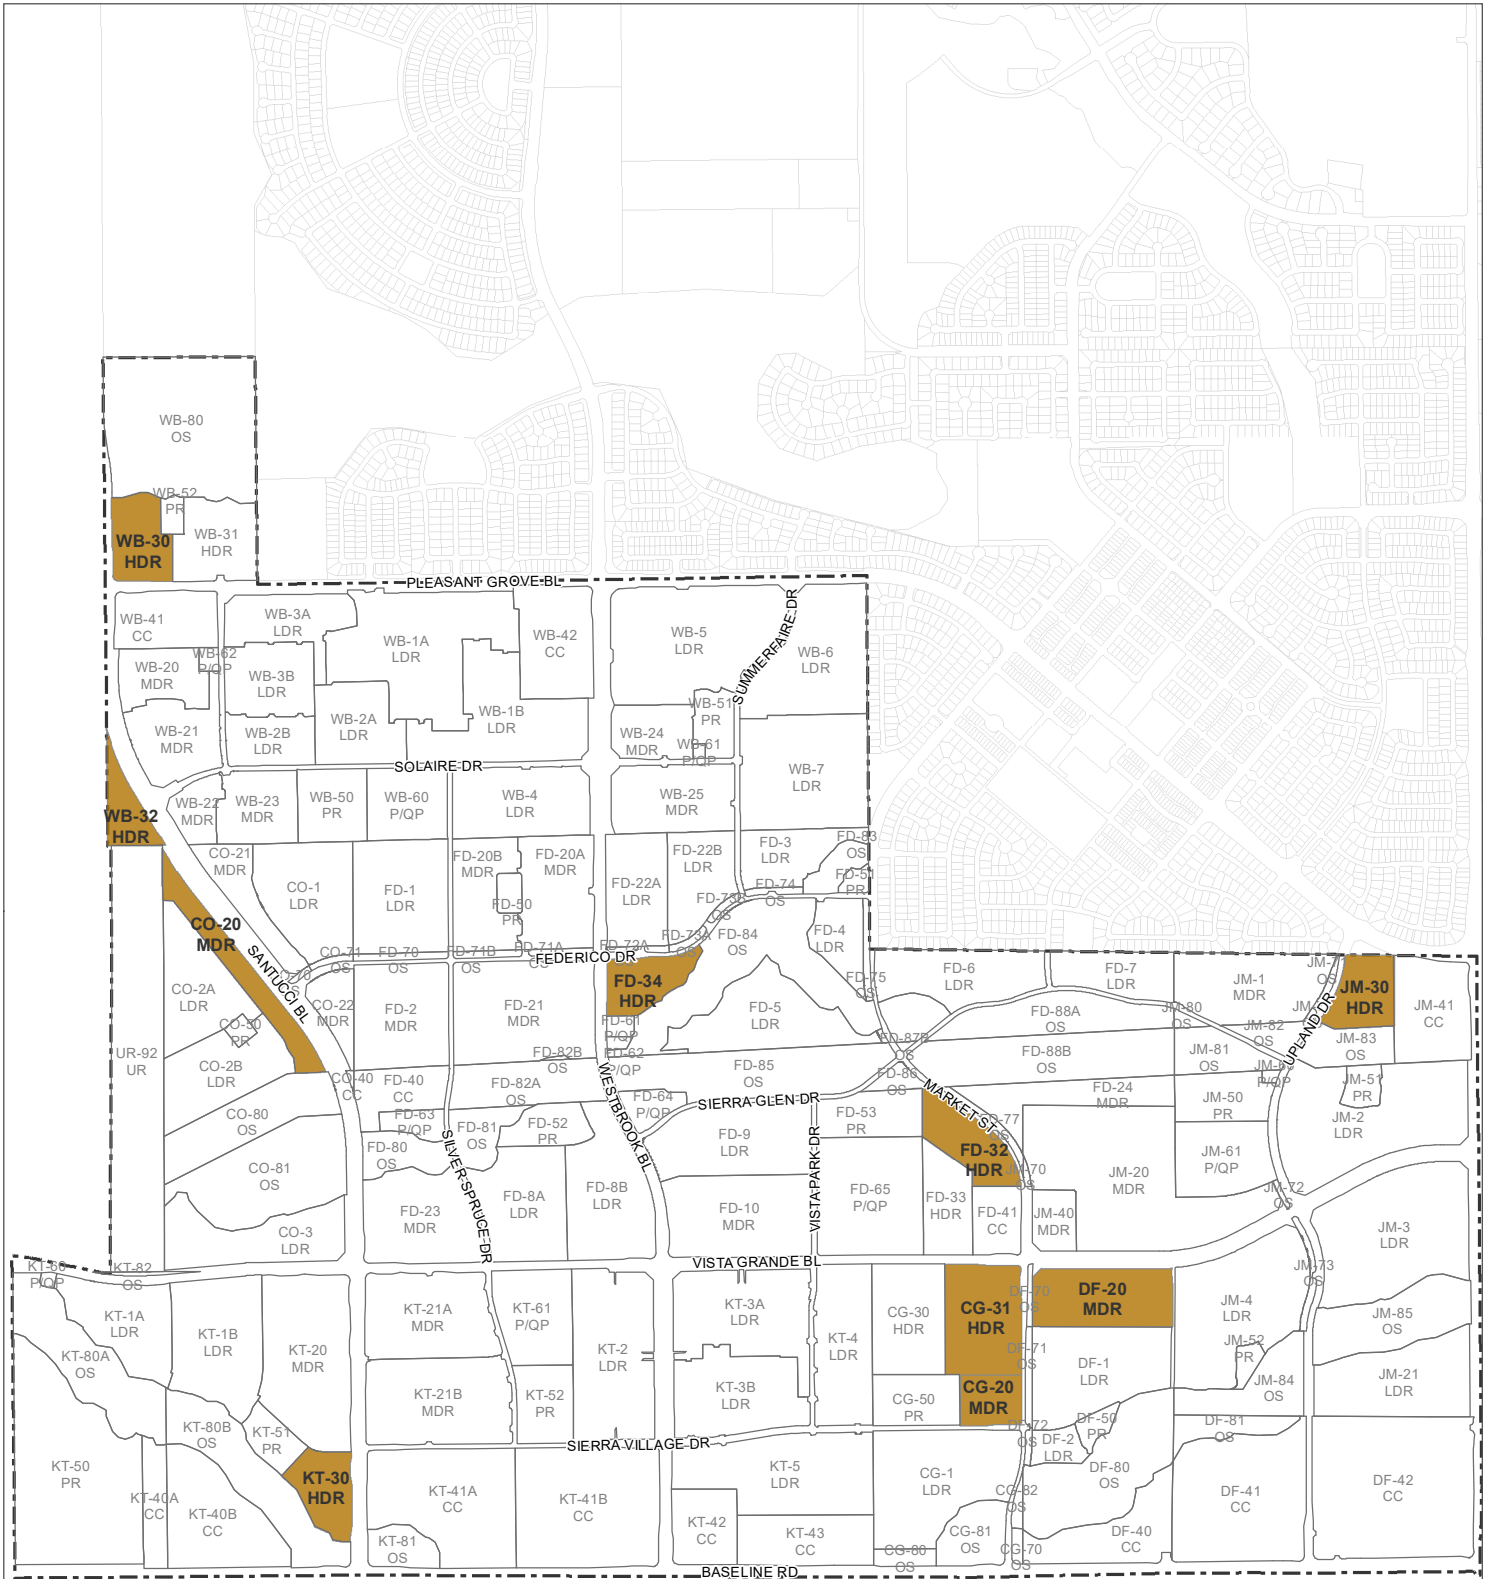 WB-80
OS
WB-52
PR
WB-31
HDR
WB-30
HDR
PLEASANT GROVE BL
WB-41
CC
WB-3A
LDR
WB-1A
LDR
WB-42
CC
WB-5
LDR
SUMMERFAIRE DR
WB-6
LDR
WB-62
P/QP
WB-20
MDR
WB-3B
LDR
WB-21
MDR
WB-2B
LDR
WB-2A
LDR
WB-1B
LDR
WB-24
MDR
WB-51
PR
WB-61
P/QP
WB-7
LDR
SOLAIRE DR
WB-32
HDR
WB-22
MDR
WB-23
MDR
WB-50
PR
WB-60
P/QP
WB-4
LDR
WB-25
MDR
CO-21
MDR
CO-1
LDR
FD-1
LDR
FD-20B
MDR
FD-20A
MDR
FD-50
PR
FD-22A
LDR
FD-22B
LDR
FD-3
LDR
FD-83
OS
FD-51
PR
FD-74
OS
FD-73B
OS
FD-73A
OS
FD-84
OS
FD-4
LDR
FD-75
OS
CO-20
MDR
SANTUCCI BL
CO-71
OS
CO-70
OS
FD-70
OS
FD-71B
OS
FD-71A
OS
FD-72A
FEDERICO DR
FD-34
HDR
CO-2A
LDR
CO-22
MDR
CO-50
PR
FD-2
MDR
FD-21
MDR
FD-61
P/QP
FD-62
P/QP
FD-5
LDR
FD-6
LDR
FD-7
LDR
JM-1
MDR
JM-30
HDR
JM-41
CC
UPLAND DR
FD-88A
OS
JM-80
OS
JM-82
OS
JM-83
OS
UR-92
UR
CO-2B
LDR
CO-40
CC
FD-40
CC
FD-82B
OS
FD-82A
OS
FD-85
OS
FD-87B
OS
FD-86
OS
FD-88B
OS
JM-81
OS
P/QP
JM-51
PR
FD-24
MDR
JM-50
PR
JM-2
LDR
CO-80
OS
FD-63
P/QP
FD-81
OS
FD-52
PR
WESTBROOK BL
FD-64
P/QP
SIERRA GLEN DR
FD-53
PR
MARKET ST
FD-77
OS
FD-32
HDR
CO-81
OS
FD-80
OS
SILVER SPRUCE DR
FD-8A
LDR
FD-8B
LDR
FD-9
LDR
VISTA PARK DR
FD-65
P/QP
FD-33
HDR
FD-41
CC
JM-70
OS
JM-40
MDR
JM-20
MDR
JM-61
P/QP
JM-72
OS
CO-3
LDR
FD-23
MDR
FD-10
MDR
JM-3
LDR
VISTA GRANDE BL
KT-60
P/QP
KT-82
OS
KT-1A
LDR
KT-1B
LDR
KT-20
MDR
KT-21A
MDR
KT-61
P/QP
KT-2
LDR
KT-3A
LDR
KT-4
LDR
CG-30
HDR
CG-31
HDR
DF-70
OS
DF-20
MDR
JM-4
LDR
JM-73
OS
JM-85
OS
KT-80A
OS
DF-71
OS
DF-1
LDR
JM-52
PR
JM-84
OS
JM-21
LDR
KT-21B
MDR
KT-52
PR
KT-3B
LDR
CG-50
PR
CG-20
MDR
KT-80B
OS
KT-51
PR
SIERRA VILLAGE DR
DF-72
OS
DF-50
PR
DF-2
LDR
DF-81
OS
KT-50
PR
KT-40A
CC
KT-40B
CC
KT-30
HDR
KT-41A
CC
KT-41B
CC
KT-5
LDR
CG-1
LDR
CG-82
OS
DF-80
OS
DF-41
CC
DF-42
CC
KT-81
OS
KT-42
CC
KT-43
CC
CG-80
OS
CG-81
OS
CG-70
OS
DF-40
CC
BASELINE RD